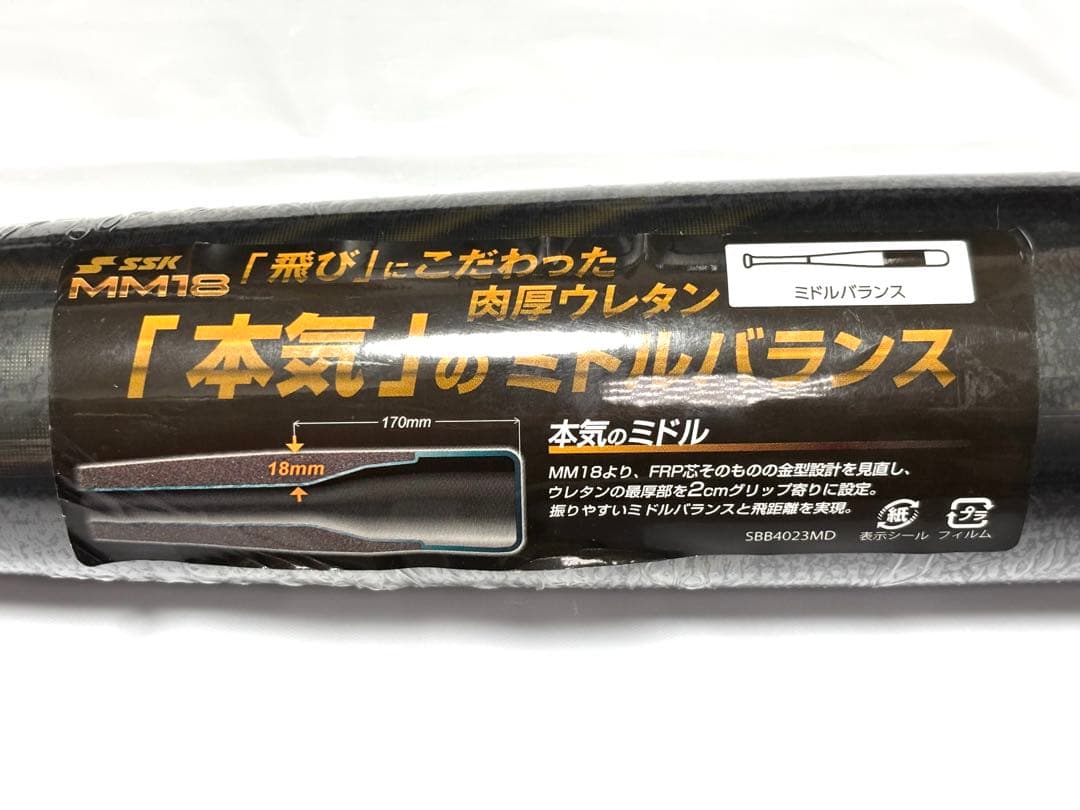 SSK
MM18
「飛び」にこだわった
肉厚ウレタン
「本気」のミドルバランス
ミドルバランス
170mm
18mm
本気のミドル
MM18より、FRP芯そのものの金型設計を見直し、
ウレタンの最厚部を2cmグリップ寄りに設定。
振りやすいミドルバランスと飛距離を実現。
SBB4023MD
紙
表示シール
プラ
フィルム